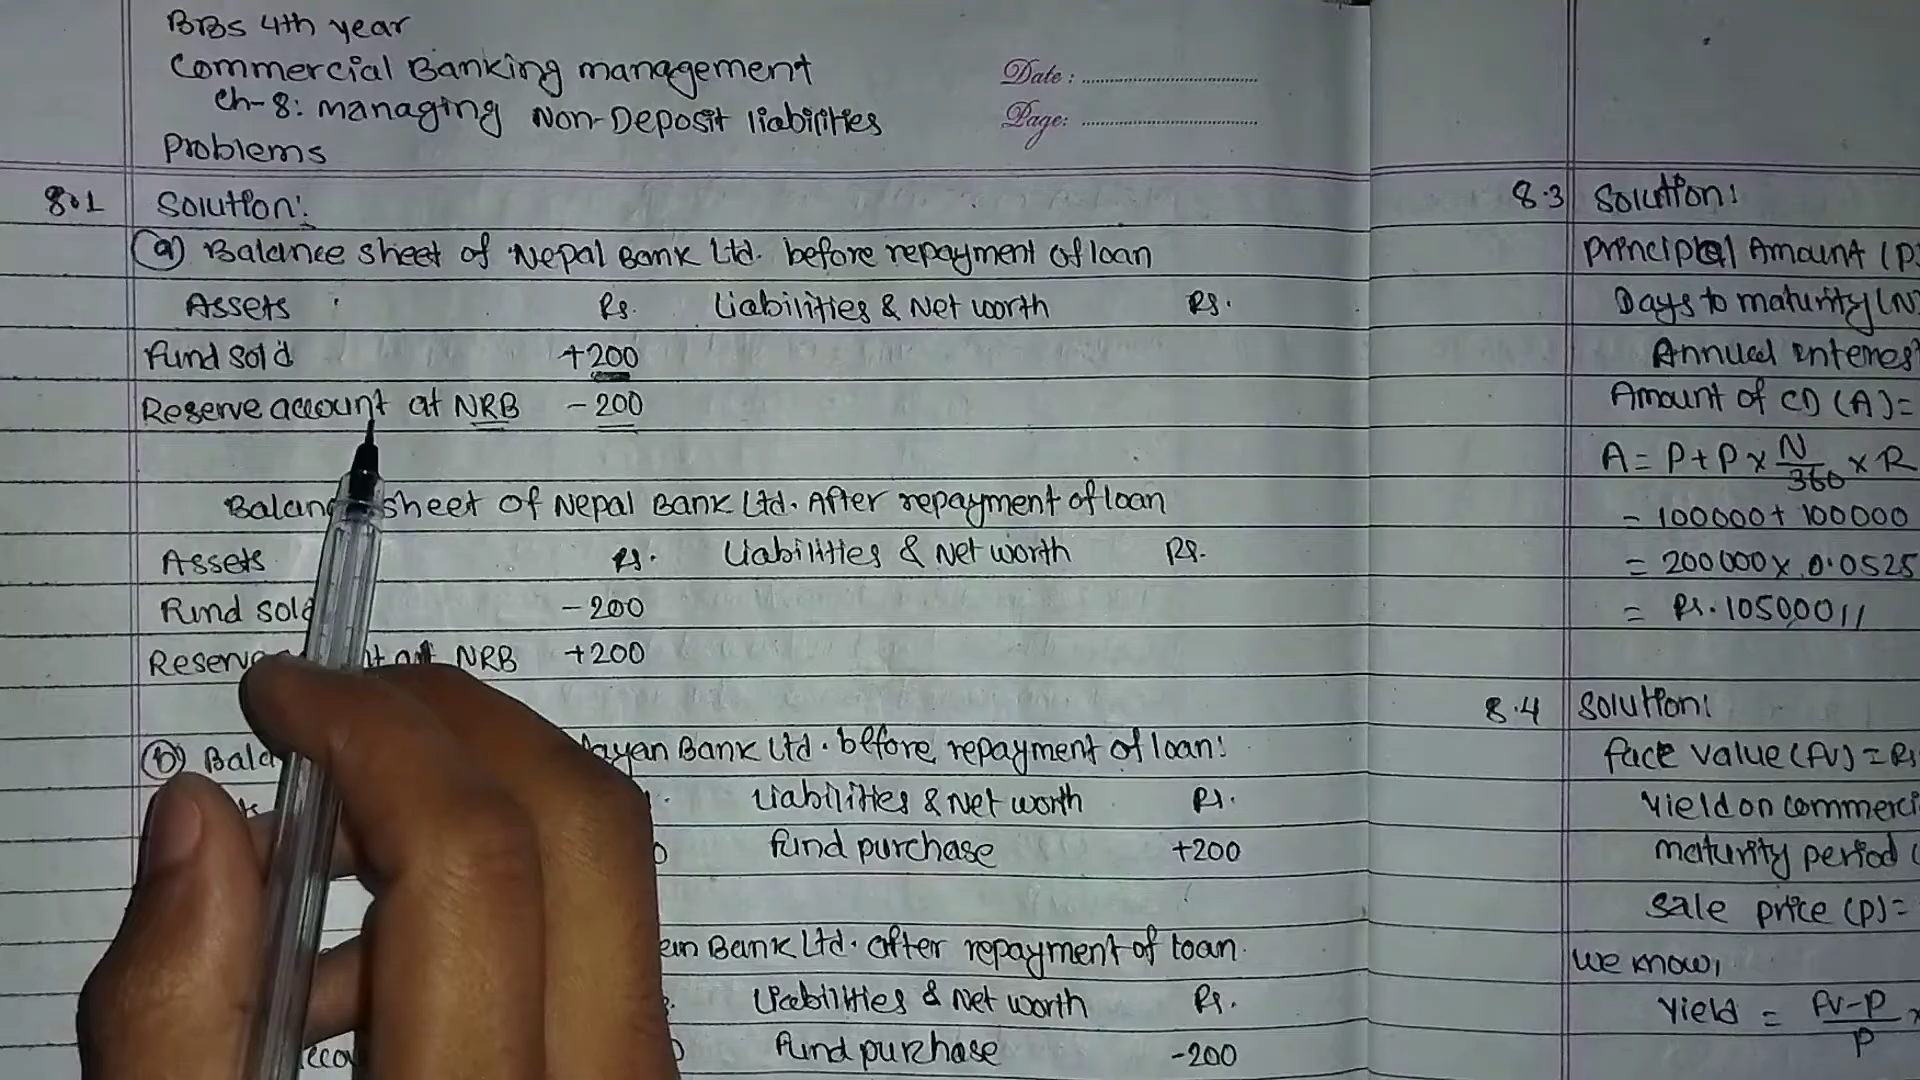 BBS 4th year
Commercial Banking management
Ch-8: managing Non-Deposit liabilities
Date :
Page:
Problems
8.1 Solution:
(a) Balance sheet of Nepal Bank Ltd. before repayment of loan
Assets Rs. Liabilities & Net worth Rs.
Fund sold +200
Reserve account at NRB -200
Balance sheet of Nepal Bank Ltd. After repayment of loan
Assets Rs. Liabilities & Net worth Rs.
Fund sold -200
Reserve at NRB +200
(b) Bank Ltd. before repayment of loan:
Liabilities & Net worth Rs.
fund purchase +200
Bank Ltd. after repayment of loan.
Liabilities & Net worth Rs.
fund purchase -200
8.3 Solution:
Principal Amount (P
Days to maturity (N)
Annual interest
Amount of CD (A) =
A = P + P x N/360 x R
= 100000 + 100000
= 200000 x 0.0525
= Rs. 1050011
8.4 Solution:
face value (FV) = Rs
Yield on commerci
maturity period (
Sale price (P) =
we know,
Yield = FV-P/P x